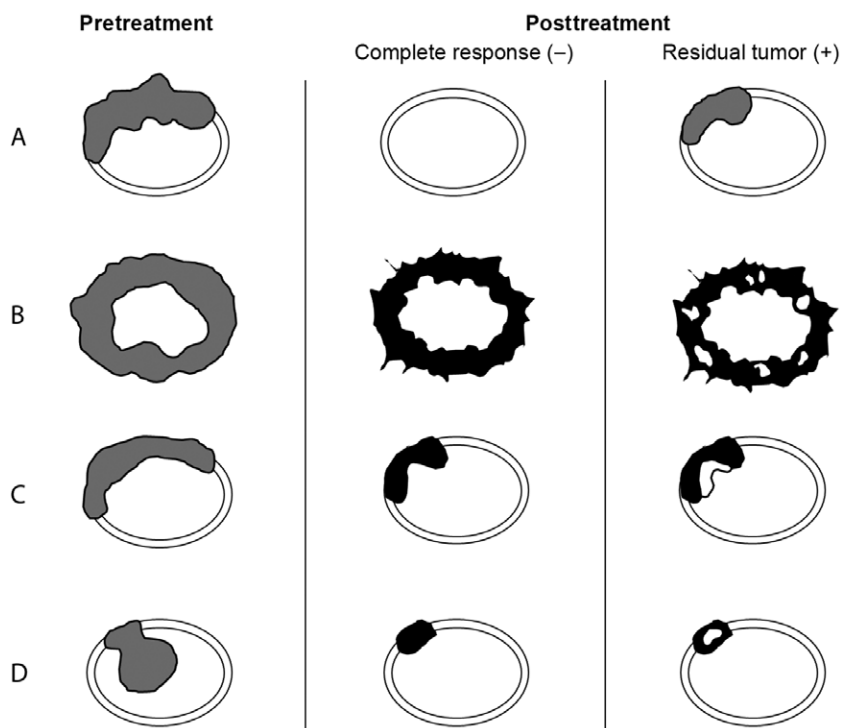 Pretreatment
Posttreatment
Complete response (–)
Residual tumor (+)
A
B
C
D